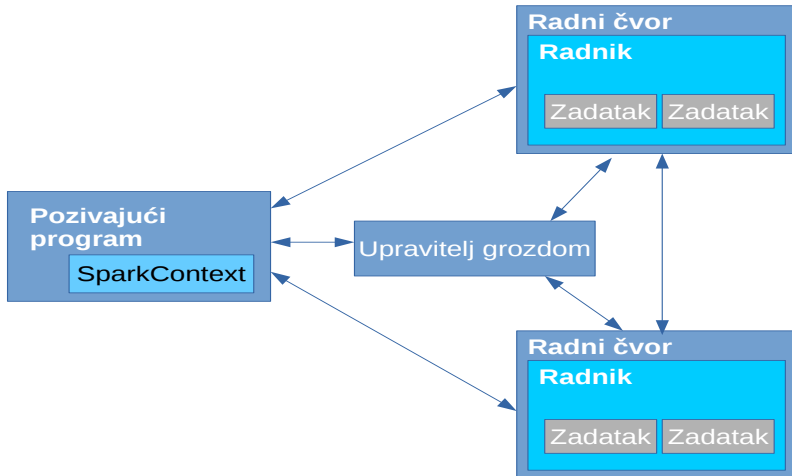 Radni čvor
Radnik
Zadatak Zadatak
Pozivajući
program
SparkContext
Upravitelj grozdom
Radni čvor
Radnik
Zadatak Zadatak